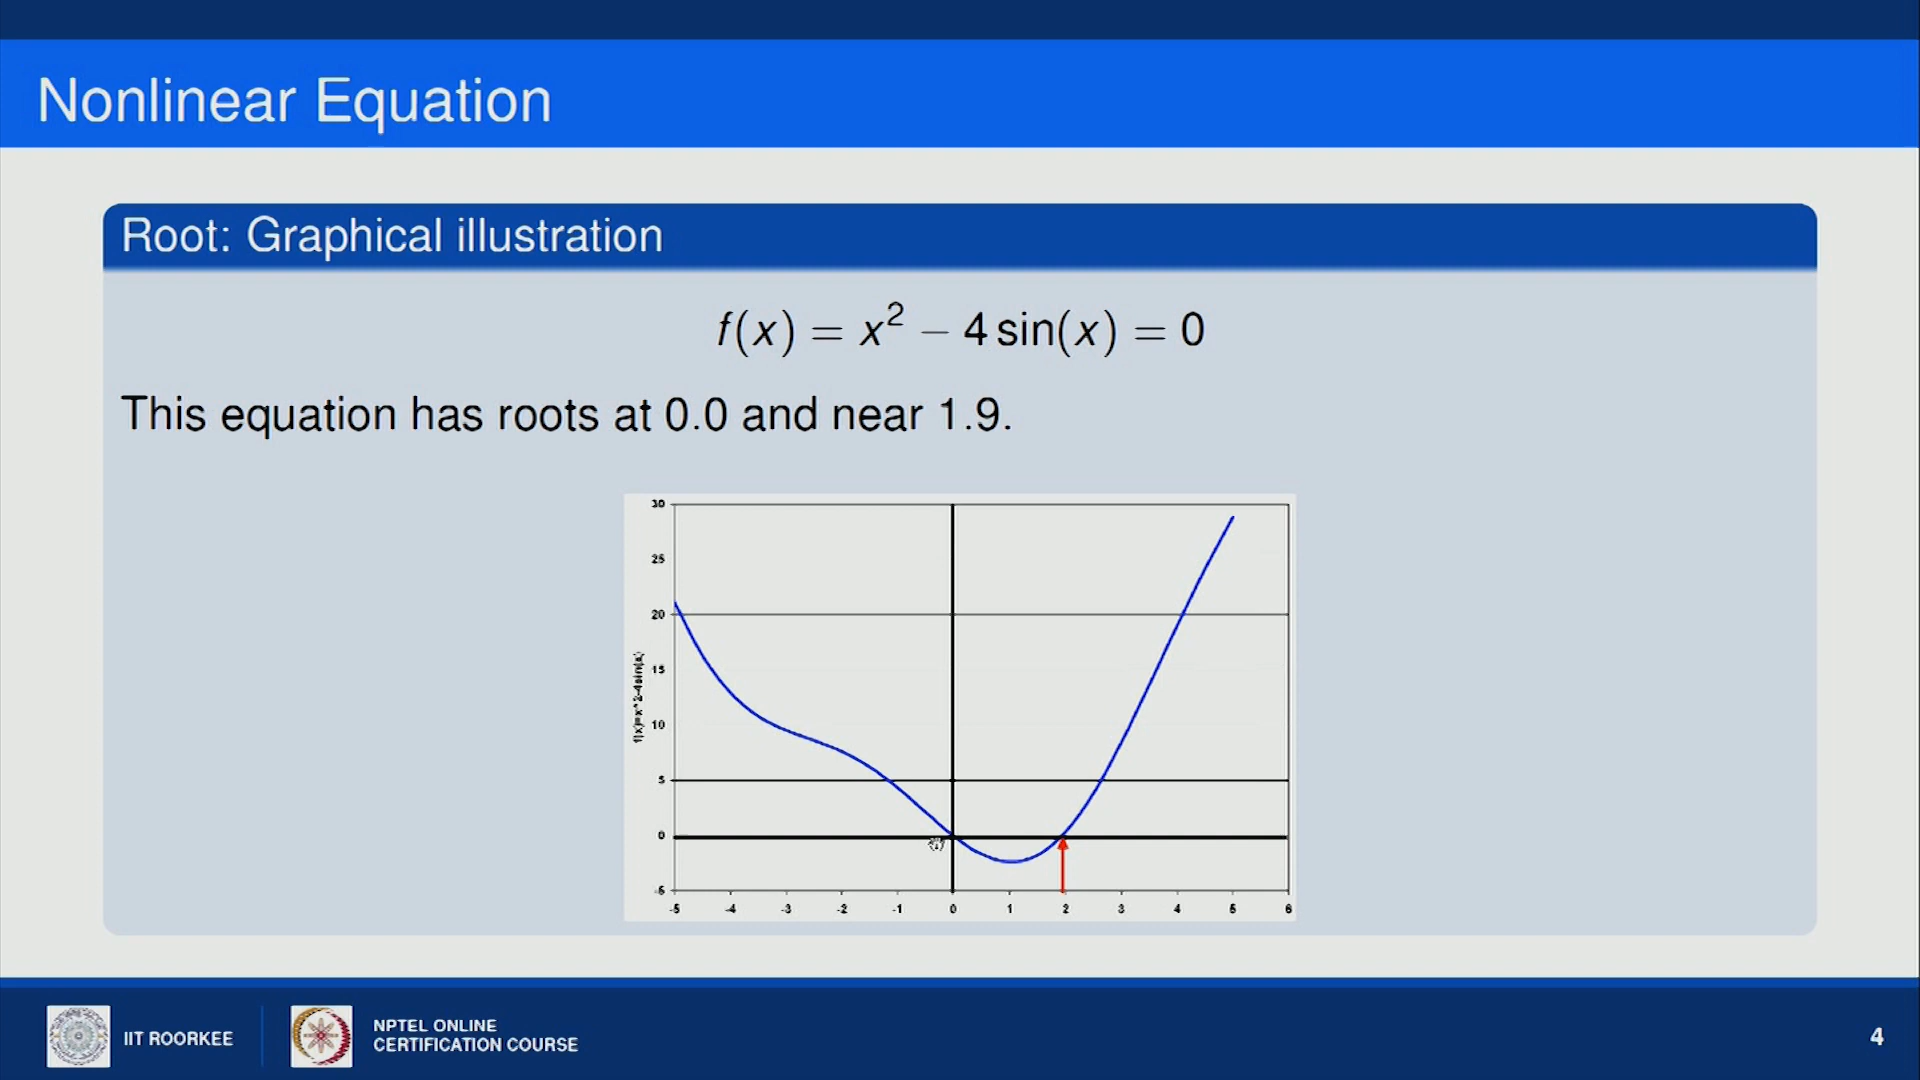 Nonlinear Equation
Root: Graphical illustration
f(x) = x² − 4 sin(x) = 0
This equation has roots at 0.0 and near 1.9.
30
25
20
15
10
5
0
-5
f(x)=x^2-4sin(x)
-5 -4 -3 -2 -1 0 1 2 3 4 5 6
IIT ROORKEE
NPTEL ONLINE
CERTIFICATION COURSE
4